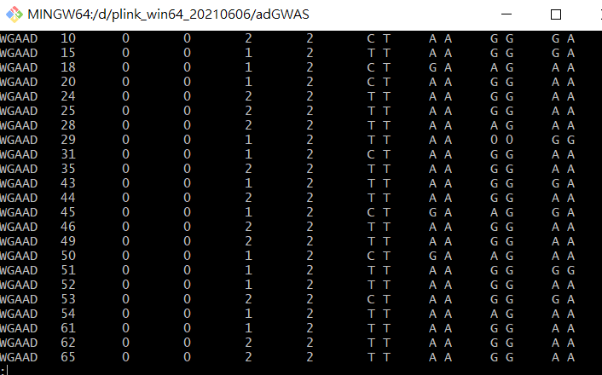 MINGW64:/d/plink_win64_20210606/adGWAS
WGAAD 10 0 0 2 2 C T A A G G G A
WGAAD 15 0 0 1 2 T T A A G G A A
WGAAD 18 0 0 1 2 C T G A A G A A
WGAAD 20 0 0 1 2 C T A A G G A A
WGAAD 24 0 0 2 2 T T A A G G A A
WGAAD 25 0 0 2 2 T T A A G G A A
WGAAD 28 0 0 2 2 T T A A A G A A
WGAAD 29 0 0 1 2 T T A A 0 0 G G
WGAAD 31 0 0 1 2 C T A A G G A A
WGAAD 35 0 0 2 2 T T A A G G A A
WGAAD 43 0 0 1 2 T T A A G G G A
WGAAD 44 0 0 2 2 T T A A G G A A
WGAAD 45 0 0 1 2 C T G A A G G A
WGAAD 46 0 0 2 2 T T A A G G A A
WGAAD 49 0 0 2 2 T T A A G G A A
WGAAD 50 0 0 1 2 C T G A A G A A
WGAAD 51 0 0 1 2 T T A A G G G G
WGAAD 52 0 0 1 2 T T A A G G A A
WGAAD 53 0 0 2 2 C T A A G G G A
WGAAD 54 0 0 1 2 T T A A A G A A
WGAAD 61 0 0 1 2 T T A A G G A A
WGAAD 62 0 0 2 2 T T A A G G A A
WGAAD 65 0 0 2 2 T T A A G G A A
: